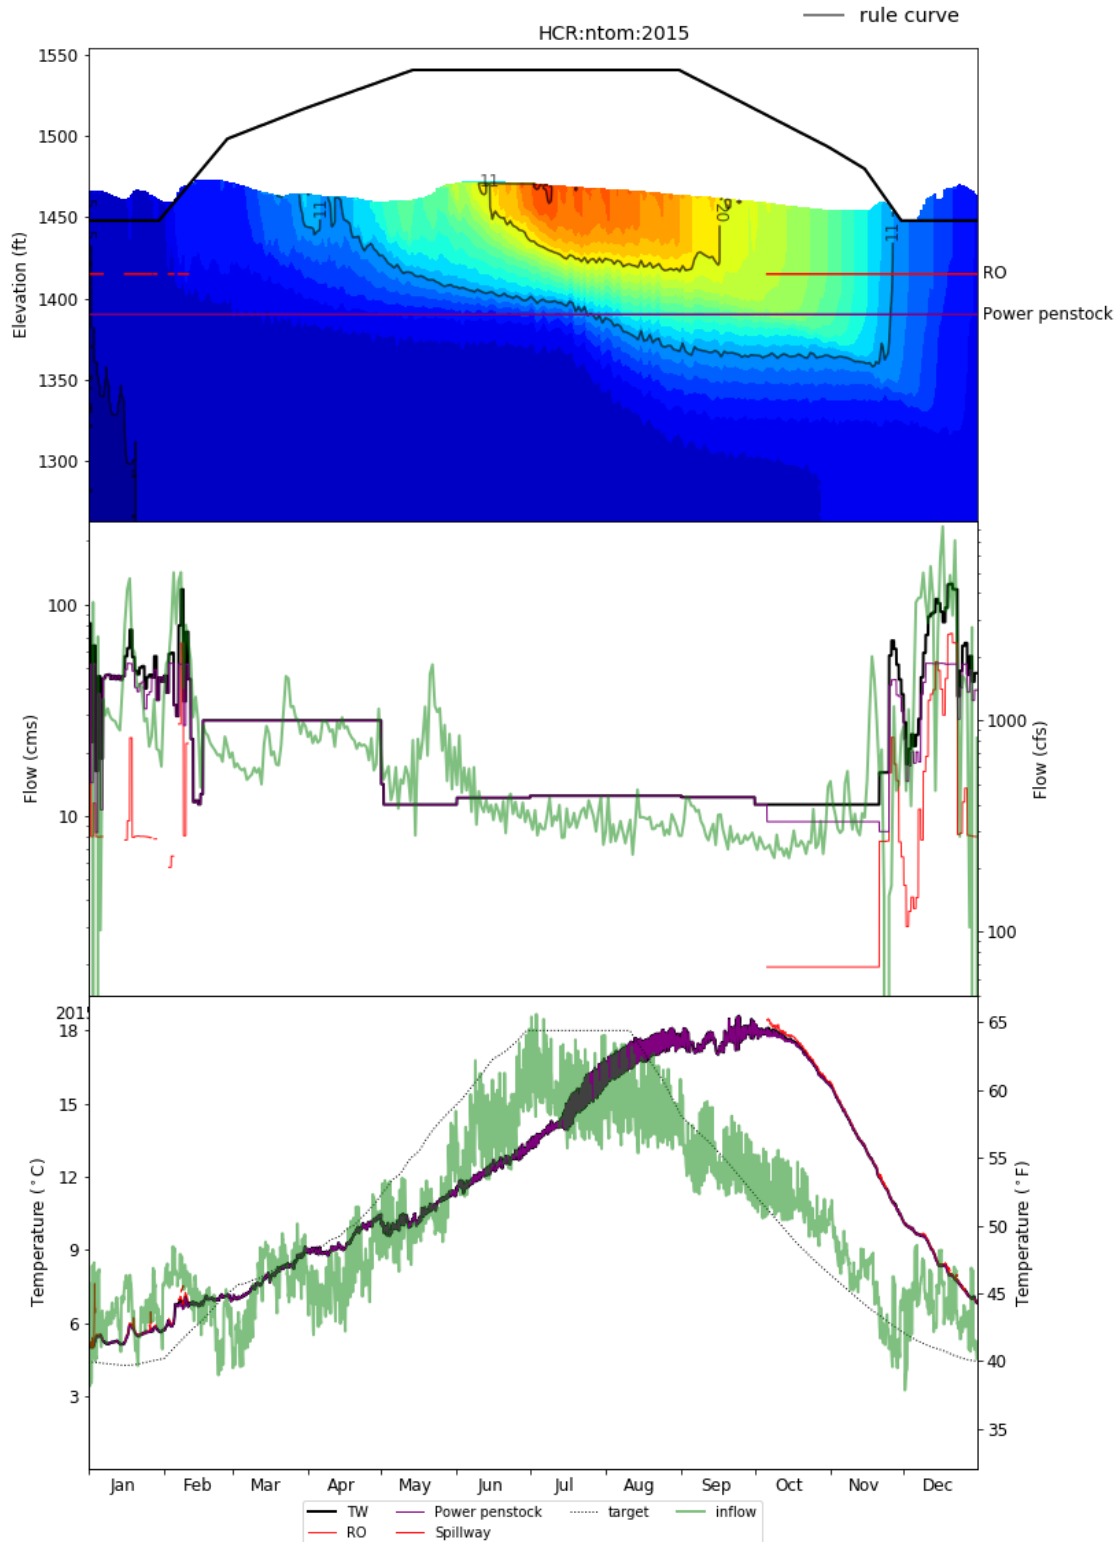 rule curve
HCR:ntom:2015
1550
1500
1450
1400
1350
1300
Elevation (ft)
11
11
20
11
RO
Power penstock
100
10
Flow (cms)
1000
100
Flow (cfs)
2015
18
15
12
9
6
3
Temperature (°C)
65
60
55
50
45
40
35
Temperature (°F)
Jan Feb Mar Apr May Jun Jul Aug Sep Oct Nov Dec
TW Power penstock target inflow
RO Spillway